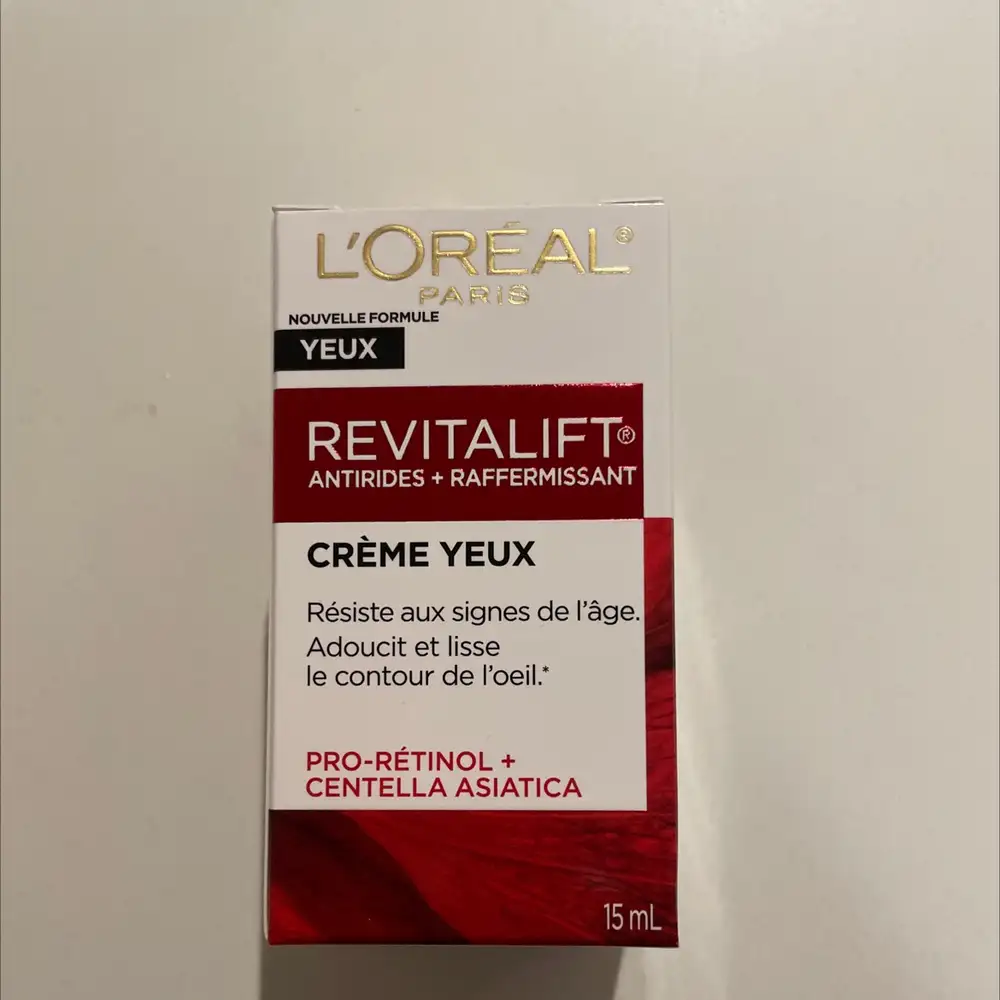 L'ORÉAL®
PARIS
NOUVELLE FORMULE
YEUX
REVITALIFT®
ANTIRIDES + RAFFERMISSANT
CRÈME YEUX
Résiste aux signes de l'âge.
Adoucit et lisse
le contour de l'oeil.*
PRO-RÉTINOL +
CENTELLA ASIATICA
15 mL